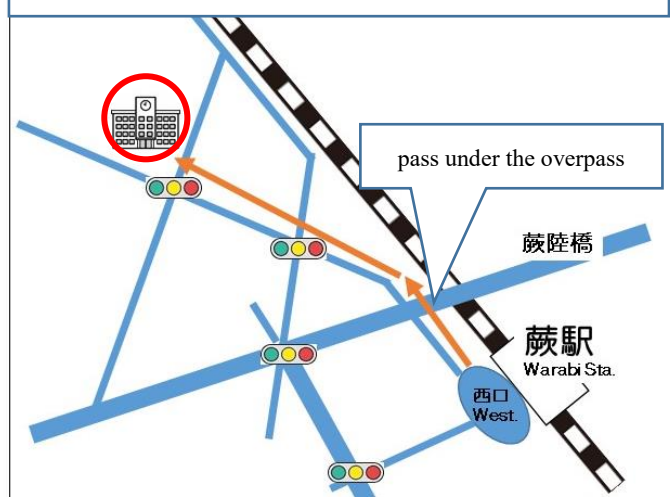 pass under the overpass
蕨陸橋
蕨駅
Warabi Sta.
西口
West.